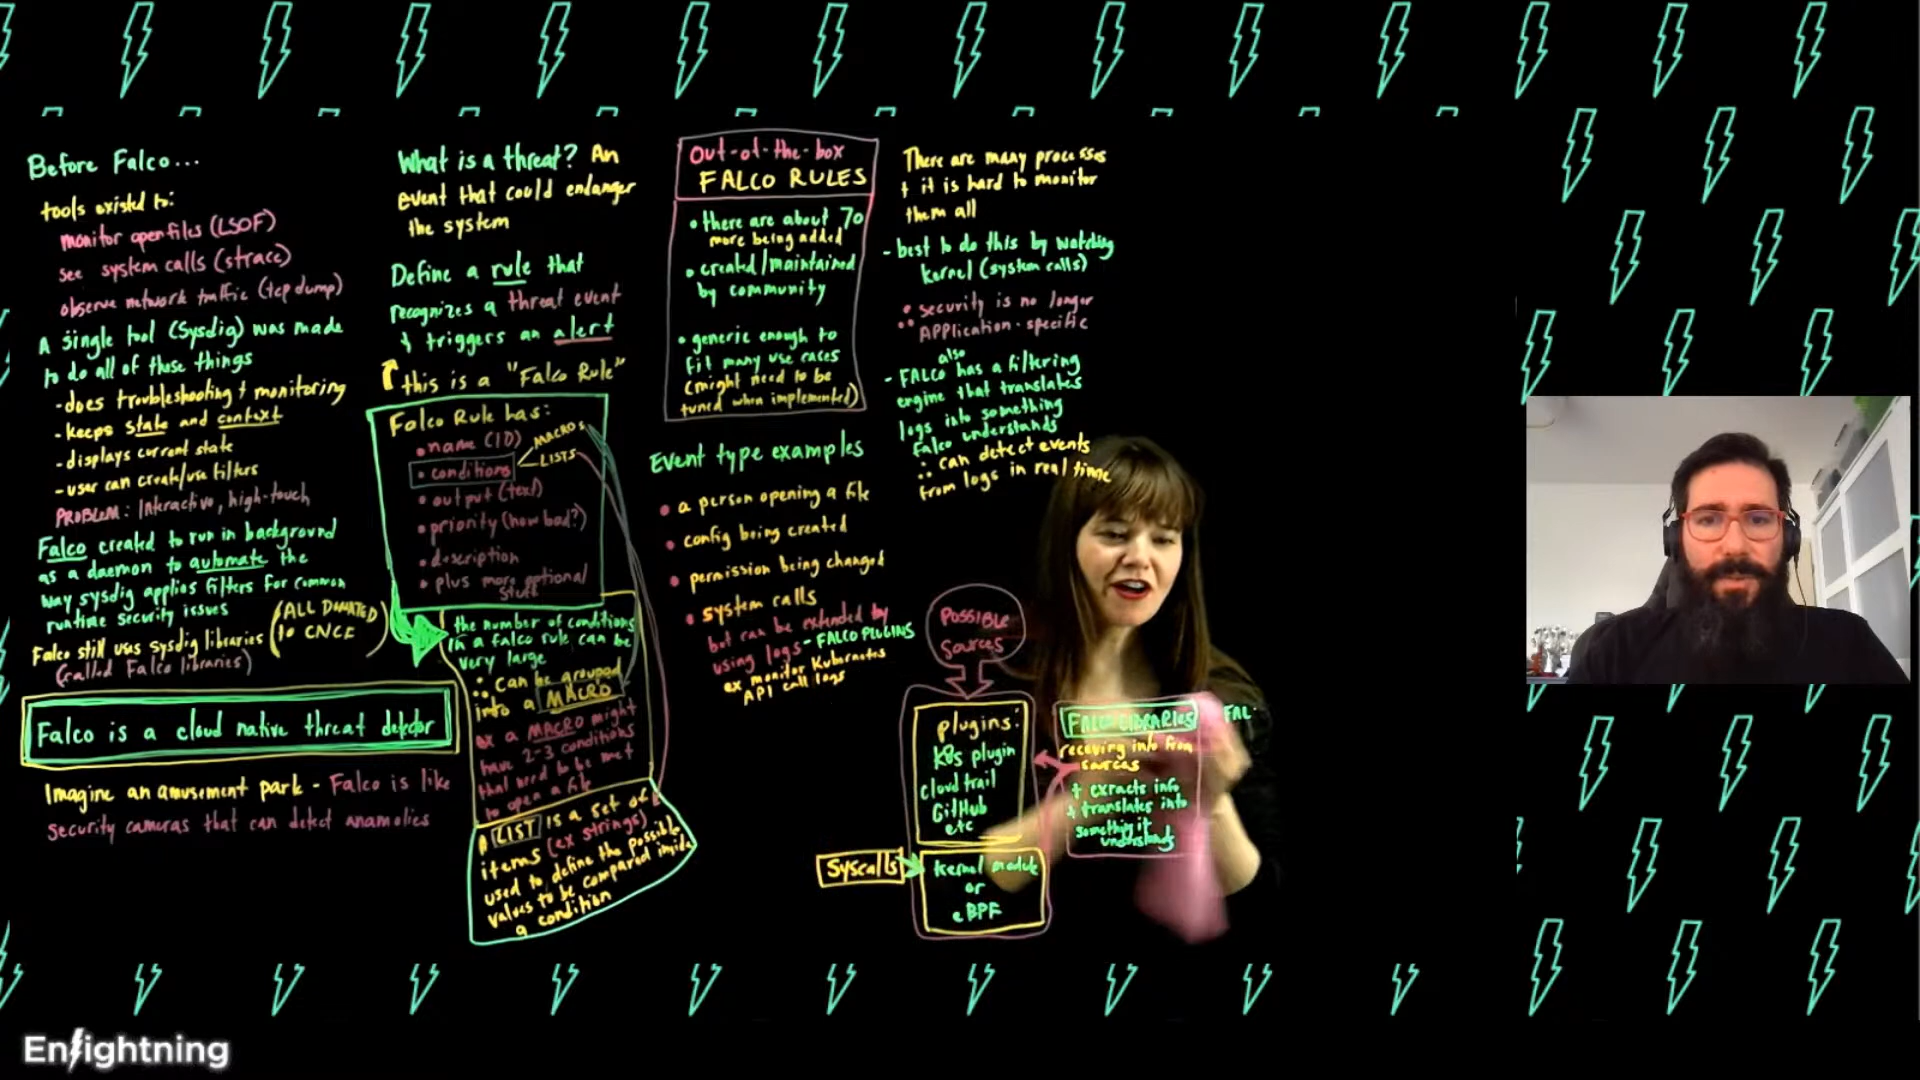 Before Falco...
tools existed to:
monitor open files (LSOF)
see system calls (strace)
observe network traffic (tcp dump)
A single tool (Sysdig) was made
to do all of these things
- does troubleshooting + monitoring
- keeps state and context
- displays current state
- user can create/use filters
PROBLEM: Interactive, high-touch
Falco created to run in background
as a daemon to automate the
way sysdig applies filters for common
runtime security issues
(ALL DONATED
to CNCF)
Falco still uses sysdig libraries
(called Falco libraries)
Falco is a cloud native threat detector
Imagine an amusement park - Falco is like
security cameras that can detect anamolies
What is a threat? An
event that could endanger
the system
Define a rule that
recognizes a threat event
+ triggers an alert
this is a "Falco Rule"
Falco Rule has:
• name (ID)
• conditions
MACROS
LISTS
• output (text)
• priority (how bad?)
• description
• plus more optional
stuff
the number of conditions
in a falco rule can be
very large
∴ can be grouped
into a MACRO
ex a MACRO might
have 2-3 conditions
that need to be met
to open a file
A LIST is a set of
items (ex strings)
used to define the possible
values to be compared inside
a condition
Out-of-the-box
FALCO RULES
• there are about 70
more being added
• created/maintained
by community
• generic enough to
fit many use cases
(might need to be
tuned when implemented)
Event type examples
• a person opening a file
• config being created
• permission being changed
• system calls
but can be extended by
using logs - FALCO PLUGINS
ex monitor Kubernetes
API call logs
There are many processes
+ it is hard to monitor
them all
- best to do this by watching
kernel (system calls)
security is no longer
APPlication-specific
also
- FALCO has a filtering
engine that translates
logs into something
Falco understands
∴ can detect events
from logs in real time
POSSIBLE
Sources
plugins:
k8s plugin
cloud trail
GitHub
etc
Syscalls
kernel module
or
eBPF
FALCO LIBRARIES
receving info from
sources
+ exracts info
+ translates into
something it
understands
FAL
Enlightning